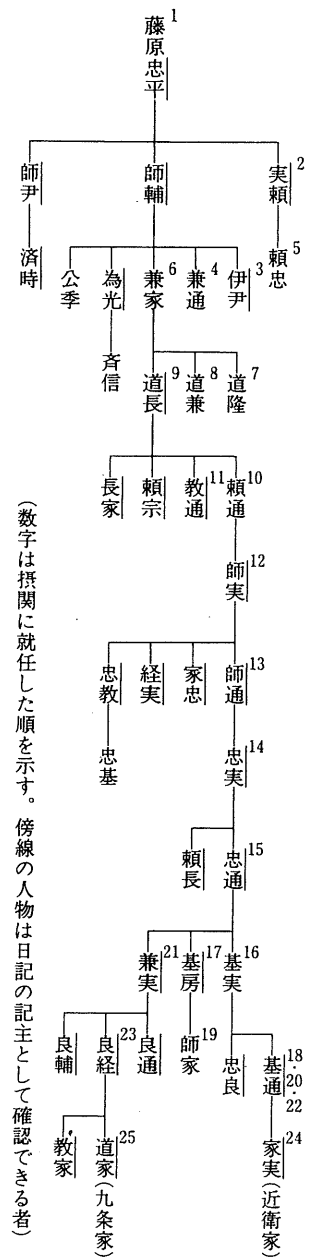 1 藤原忠平
2 実頼
師輔
師尹
5 頼忠
3 伊尹
4 兼通
6 兼家
為光
公季
済時
斉信
7 道隆
8 道兼
9 道長
10 頼通
11 教通
頼宗
長家
12 師実
13 師通
家忠
経実
忠教
14 忠実
忠基
15 忠通
頼長
16 基実
17 基房
21 兼実
18・20・22 基通
忠良
19 師家
良通
23 良経
良輔
24 家実(近衛家)
25 道家(九条家)
教家
(数字は摂関に就任した順を示す。傍線の人物は日記の記主として確認できる者)